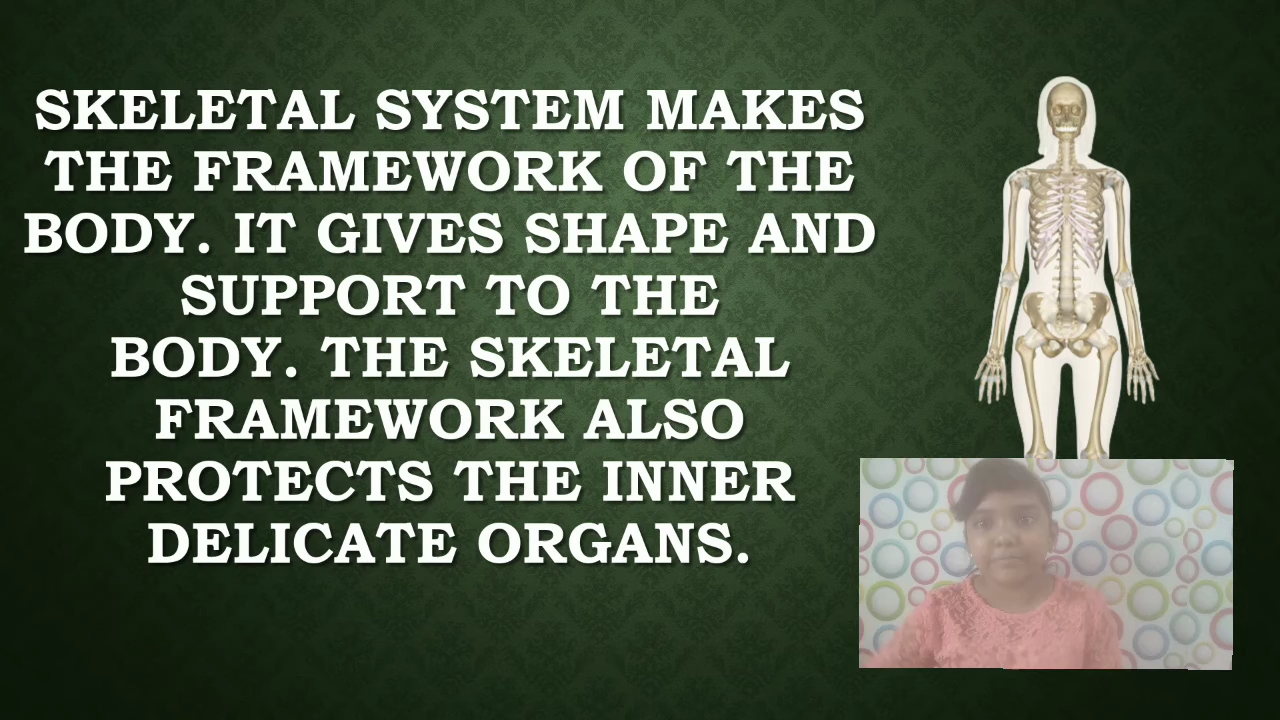 SKELETAL SYSTEM MAKES
THE FRAMEWORK OF THE
BODY. IT GIVES SHAPE AND
SUPPORT TO THE
BODY. THE SKELETAL
FRAMEWORK ALSO
PROTECTS THE INNER
DELICATE ORGANS.